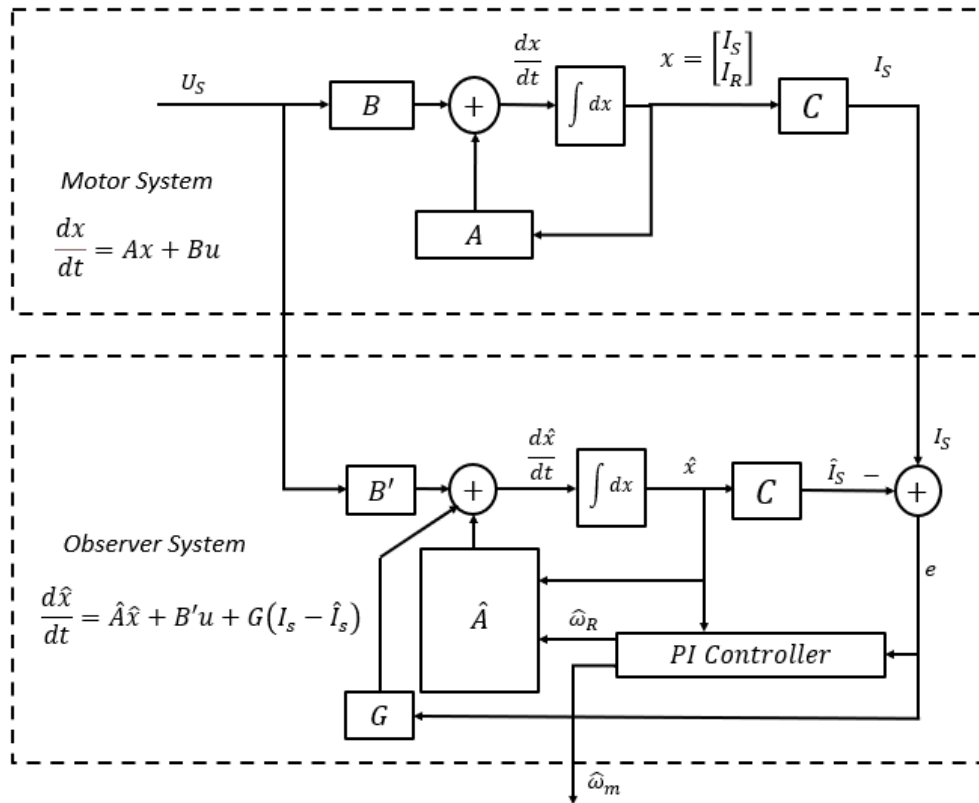 dx/dt
x = [I_S I_R]
I_S
U_S
B
+
∫ dx
C
Motor System
A
dx/dt = Ax + Bu
I_S
dx̂/dt
x̂
Î_S −
B'
+
∫ dx
C
+
Observer System
e
dx̂/dt = Âx̂ + B'u + G(I_s − Î_s)
Â
ω̂_R
PI Controller
G
ω̂_m